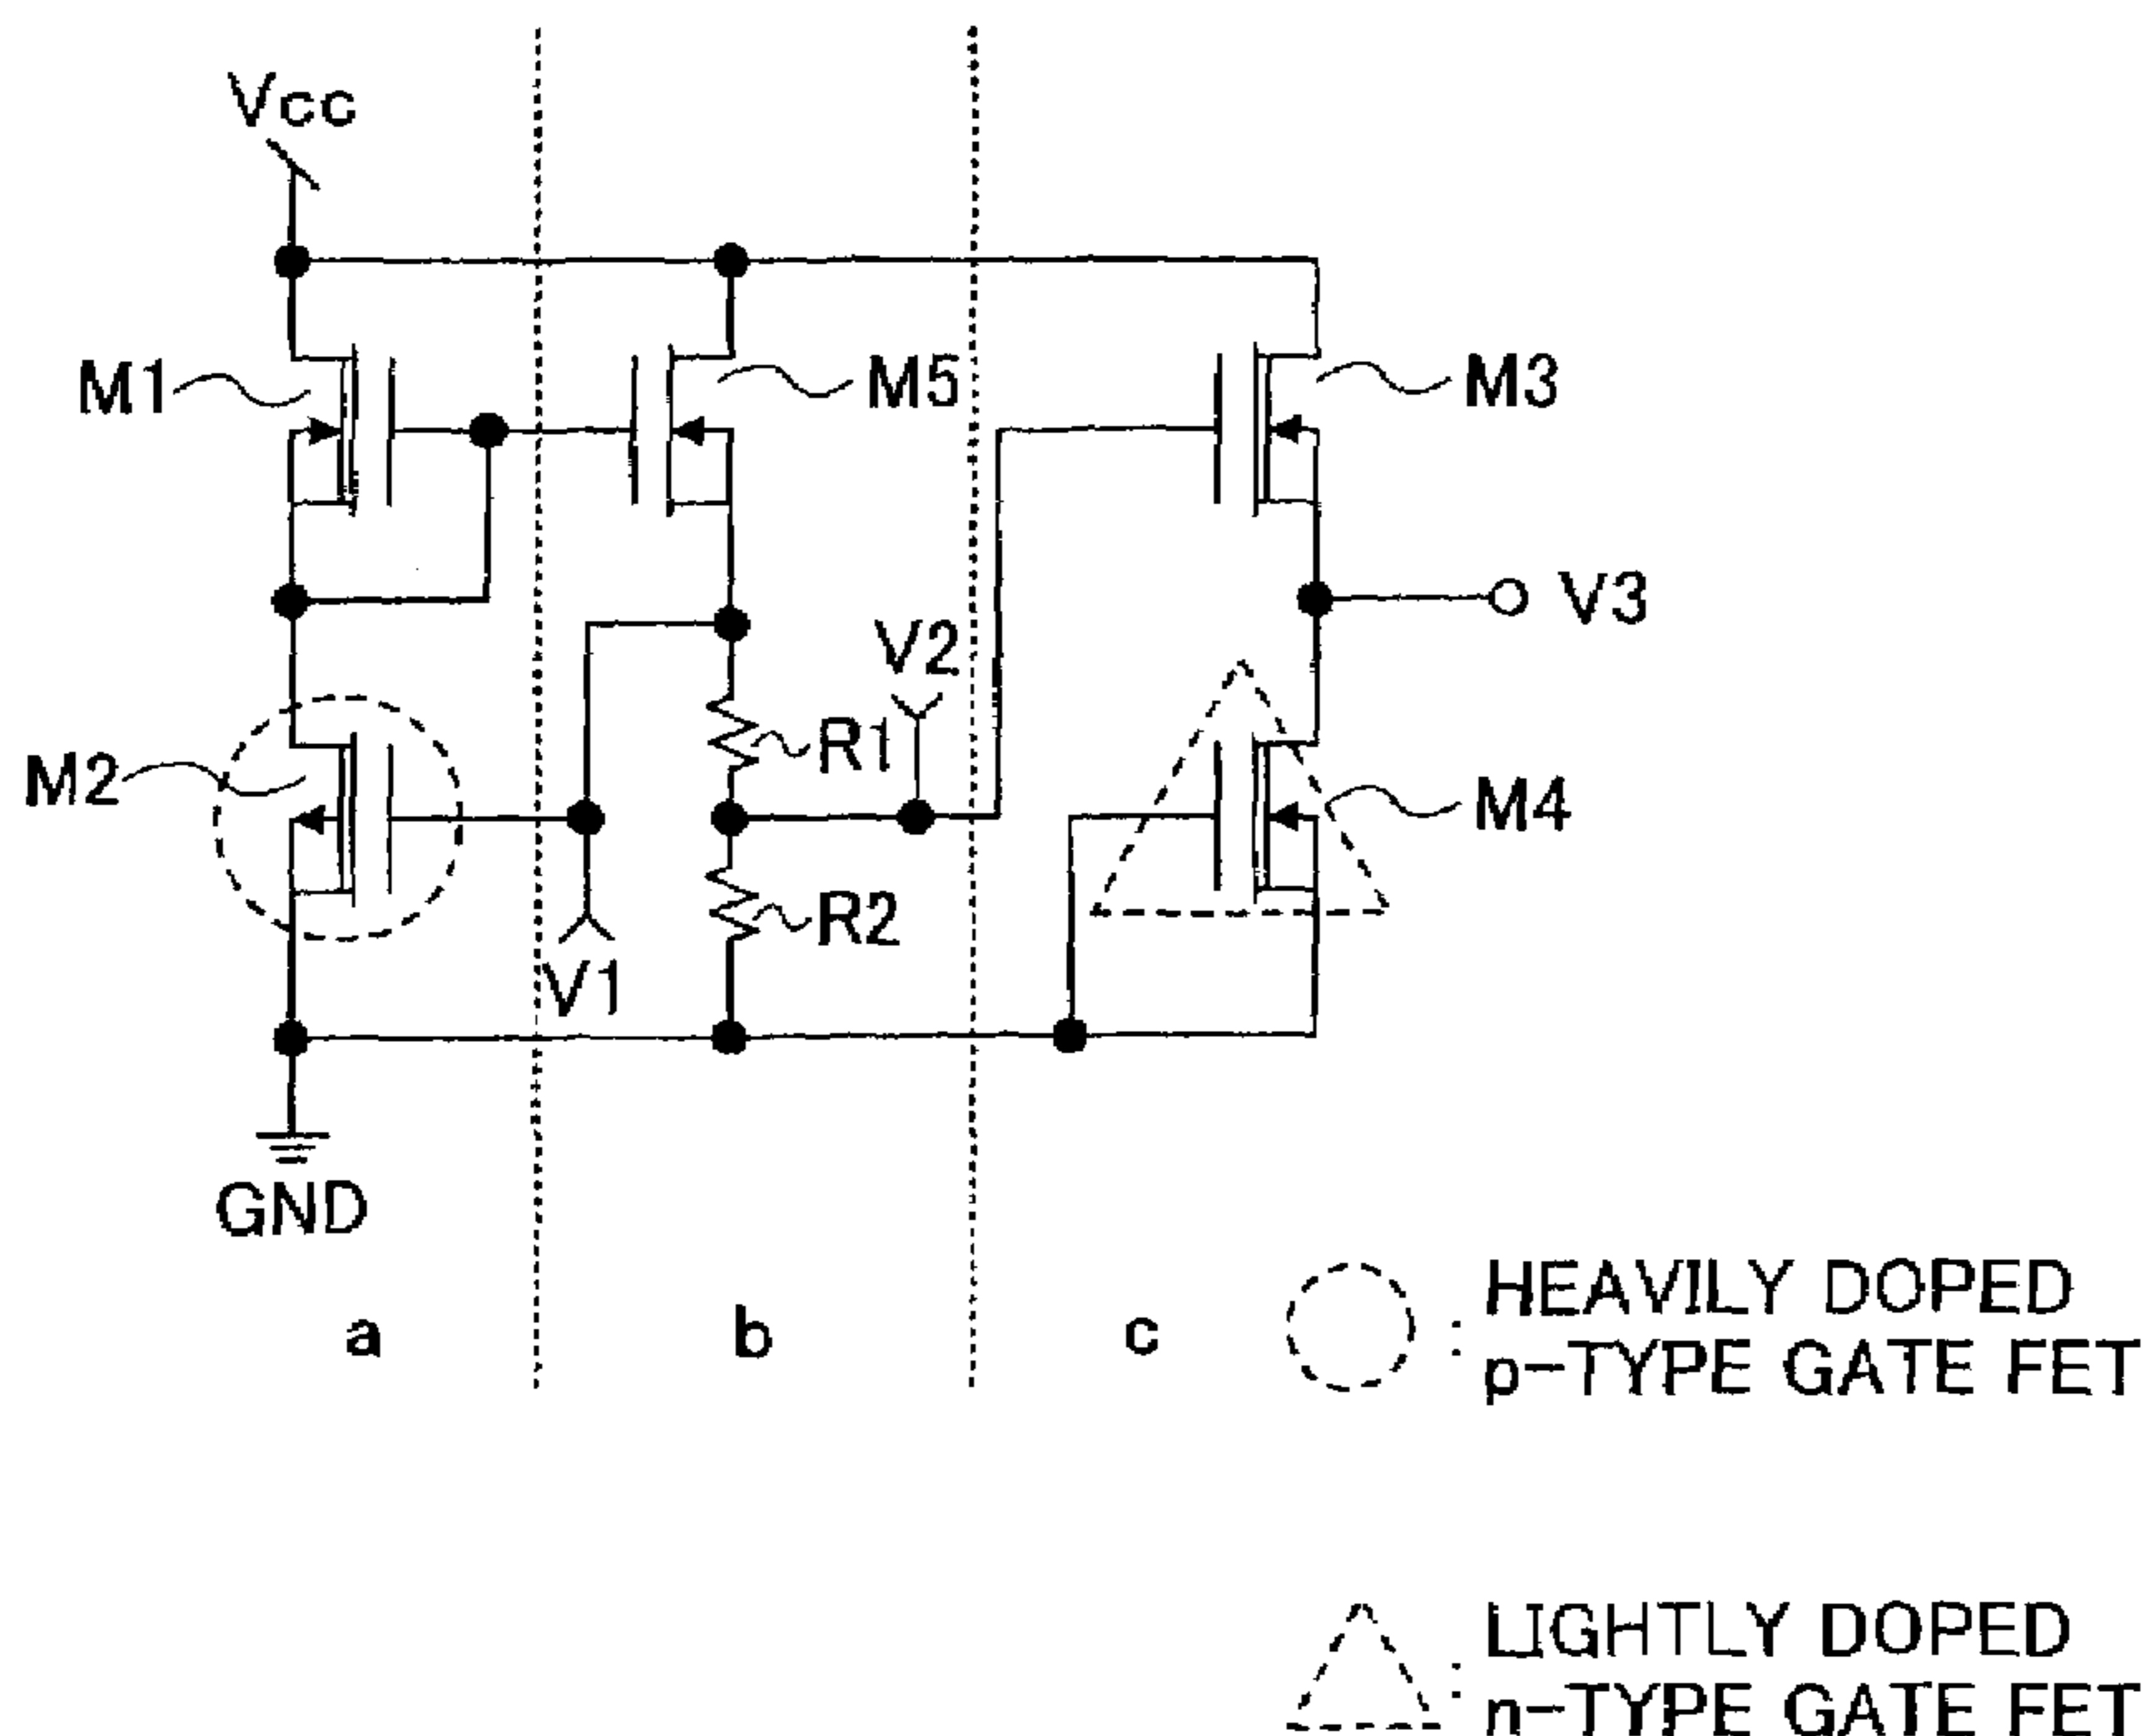 Vcc
M1
M5
M3
V3
V2
R1
M2
M4
R2
V1
GND
a
b
c
: HEAVILY DOPED
p-TYPE GATE FET
: LIGHTLY DOPED
n-TYPE GATE FET